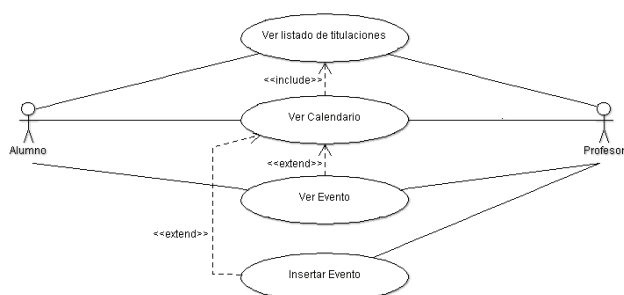 Ver listado de titulaciones
<<include>>
Ver Calendario
Alumno
Profesor
<<extend>>
Ver Evento
<<extend>>
Insertar Evento